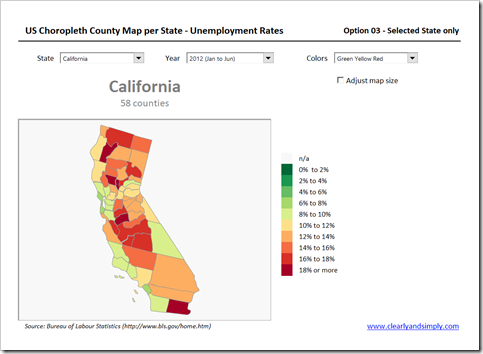 US Choropleth County Map per State - Unemployment Rates
Option 03 - Selected State only
State
California
Year
2012 (Jan to Jun)
Colors
Green Yellow Red
Adjust map size
California
58 counties
n/a
0% to 2%
2% to 4%
4% to 6%
6% to 8%
8% to 10%
10% to 12%
12% to 14%
14% to 16%
16% to 18%
18% or more
Source: Bureau of Labour Statistics (http://www.bls.gov/home.htm)
www.clearlyandsimply.com